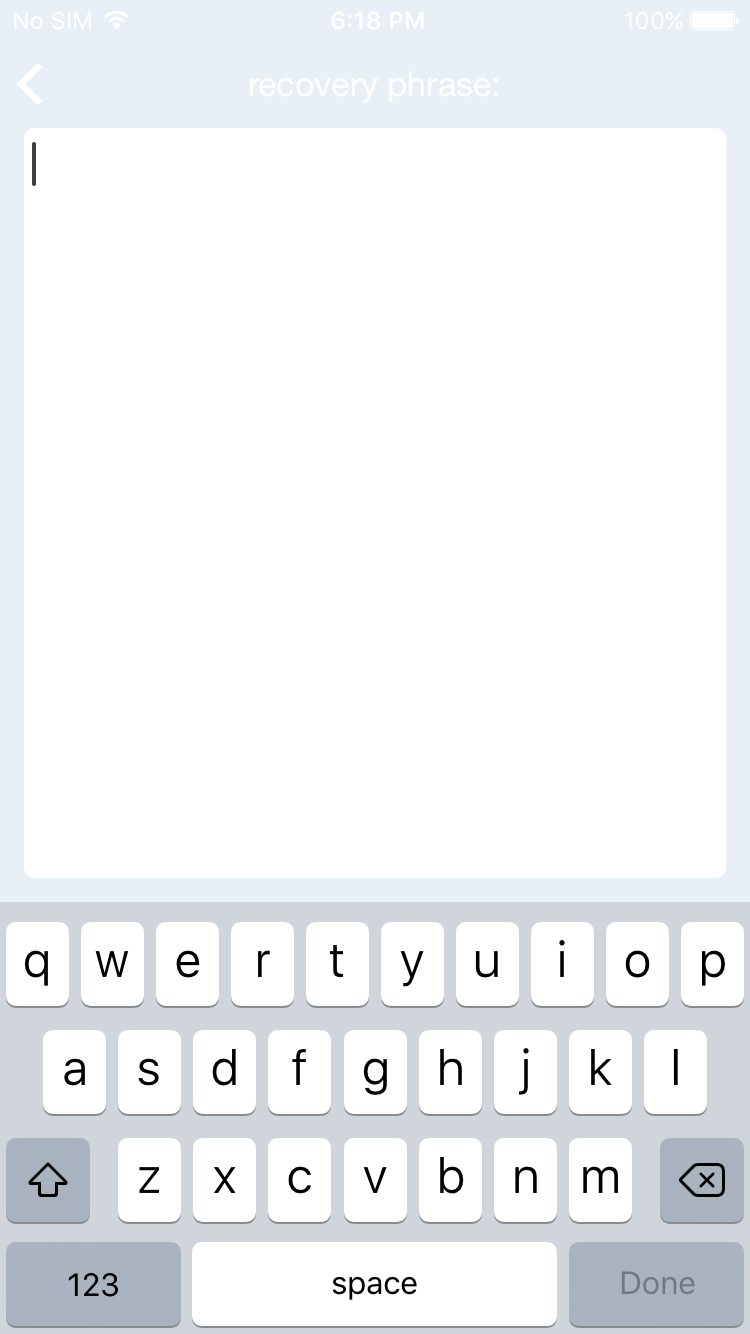 No SIM 6:18 PM 100%
recovery phrase:
q w e r t y u i o p
a s d f g h j k l
z x c v b n m
123 space Done